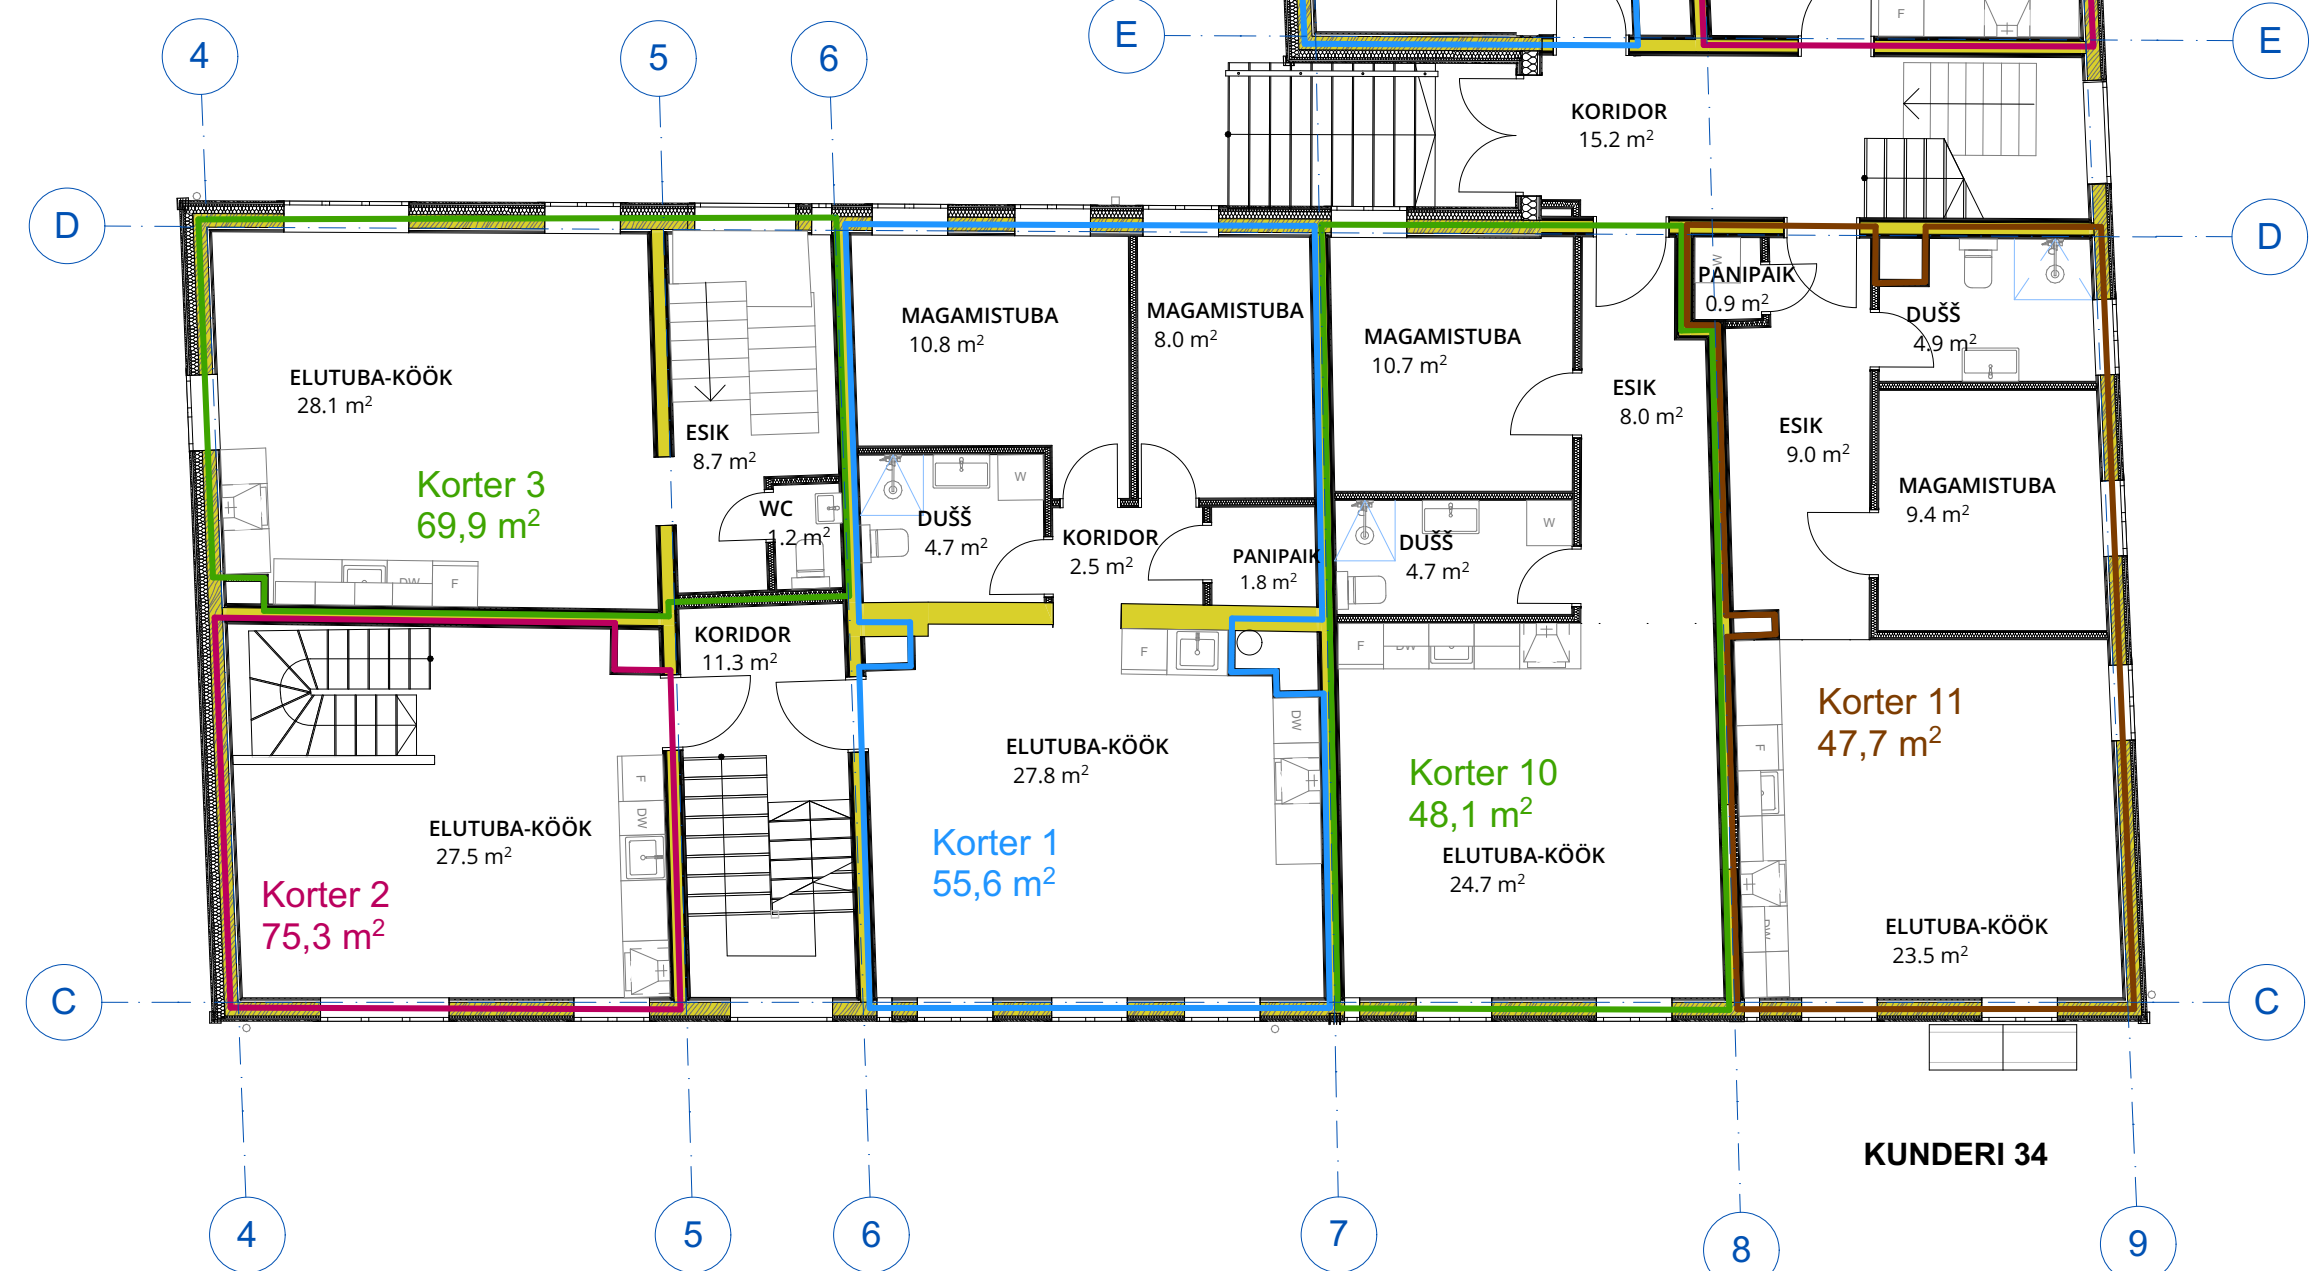 4
5
6
E
F
E
KORIDOR
15.2 m²
D
D
W
PANIPAIK
0.9 m²
MAGAMISTUBA
10.8 m²
MAGAMISTUBA
8.0 m²
MAGAMISTUBA
10.7 m²
DUŠŠ
4.9 m²
ELUTUBA-KÖÖK
28.1 m²
ESIK
8.0 m²
ESIK
8.7 m²
ESIK
9.0 m²
Korter 3
69,9 m²
W
MAGAMISTUBA
9.4 m²
WC
1.2 m²
DUŠŠ
4.7 m²
KORIDOR
2.5 m²
PANIPAIK
1.8 m²
W
DUŠŠ
4.7 m²
DW
F
KORIDOR
11.3 m²
F
F
DW
Korter 11
47,7 m²
DW
F
ELUTUBA-KÖÖK
27.8 m²
F
DW
Korter 10
48,1 m²
ELUTUBA-KÖÖK
27.5 m²
Korter 1
55,6 m²
ELUTUBA-KÖÖK
24.7 m²
Korter 2
75,3 m²
DW
ELUTUBA-KÖÖK
23.5 m²
C
C
KUNDERI 34
4
5
6
7
8
9